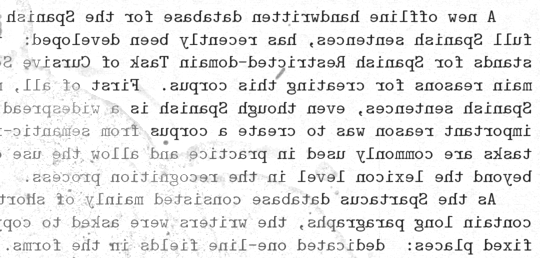 A new offline handwritten database for the Spanish
full Spanish sentences, has recently been developed:
stands for Spanish Restricted-domain Task of Cursive
main reasons for creating this corpus. First of all,
Spanish sentences, even though Spanish is a widespread
important reason was to create a corpus from semantic-
tasks are commonly used in practice and allow the use
beyond the lexicon level in the recognition process.
As the Spartacus database consisted mainly of short
contain long paragraphs, the writers were asked to copy
fixed places: dedicated one-line fields in the forms.